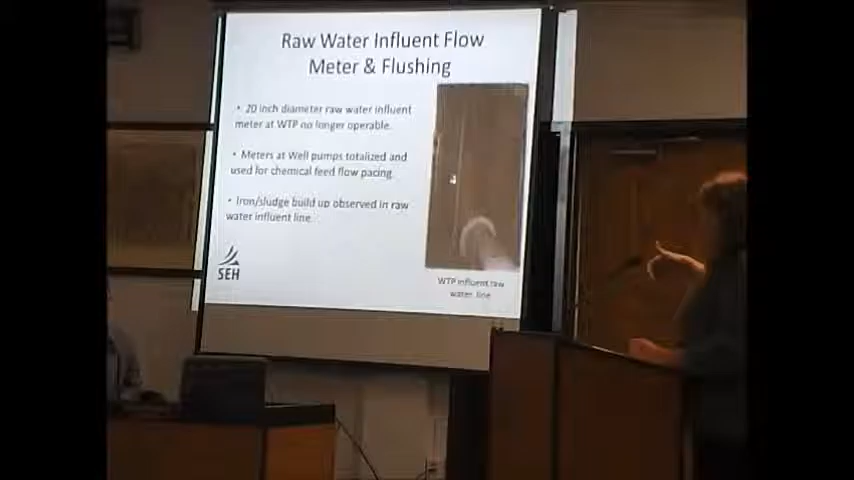 Raw Water Influent Flow
Meter & Flushing
• 20 inch diameter raw water influent
meter at WTP no longer operable.
• Meters at Well pumps totalized and
used for chemical feed flow pacing.
• Iron/sludge build up observed in raw
water influent line.
SEH
WTP influent raw
water line